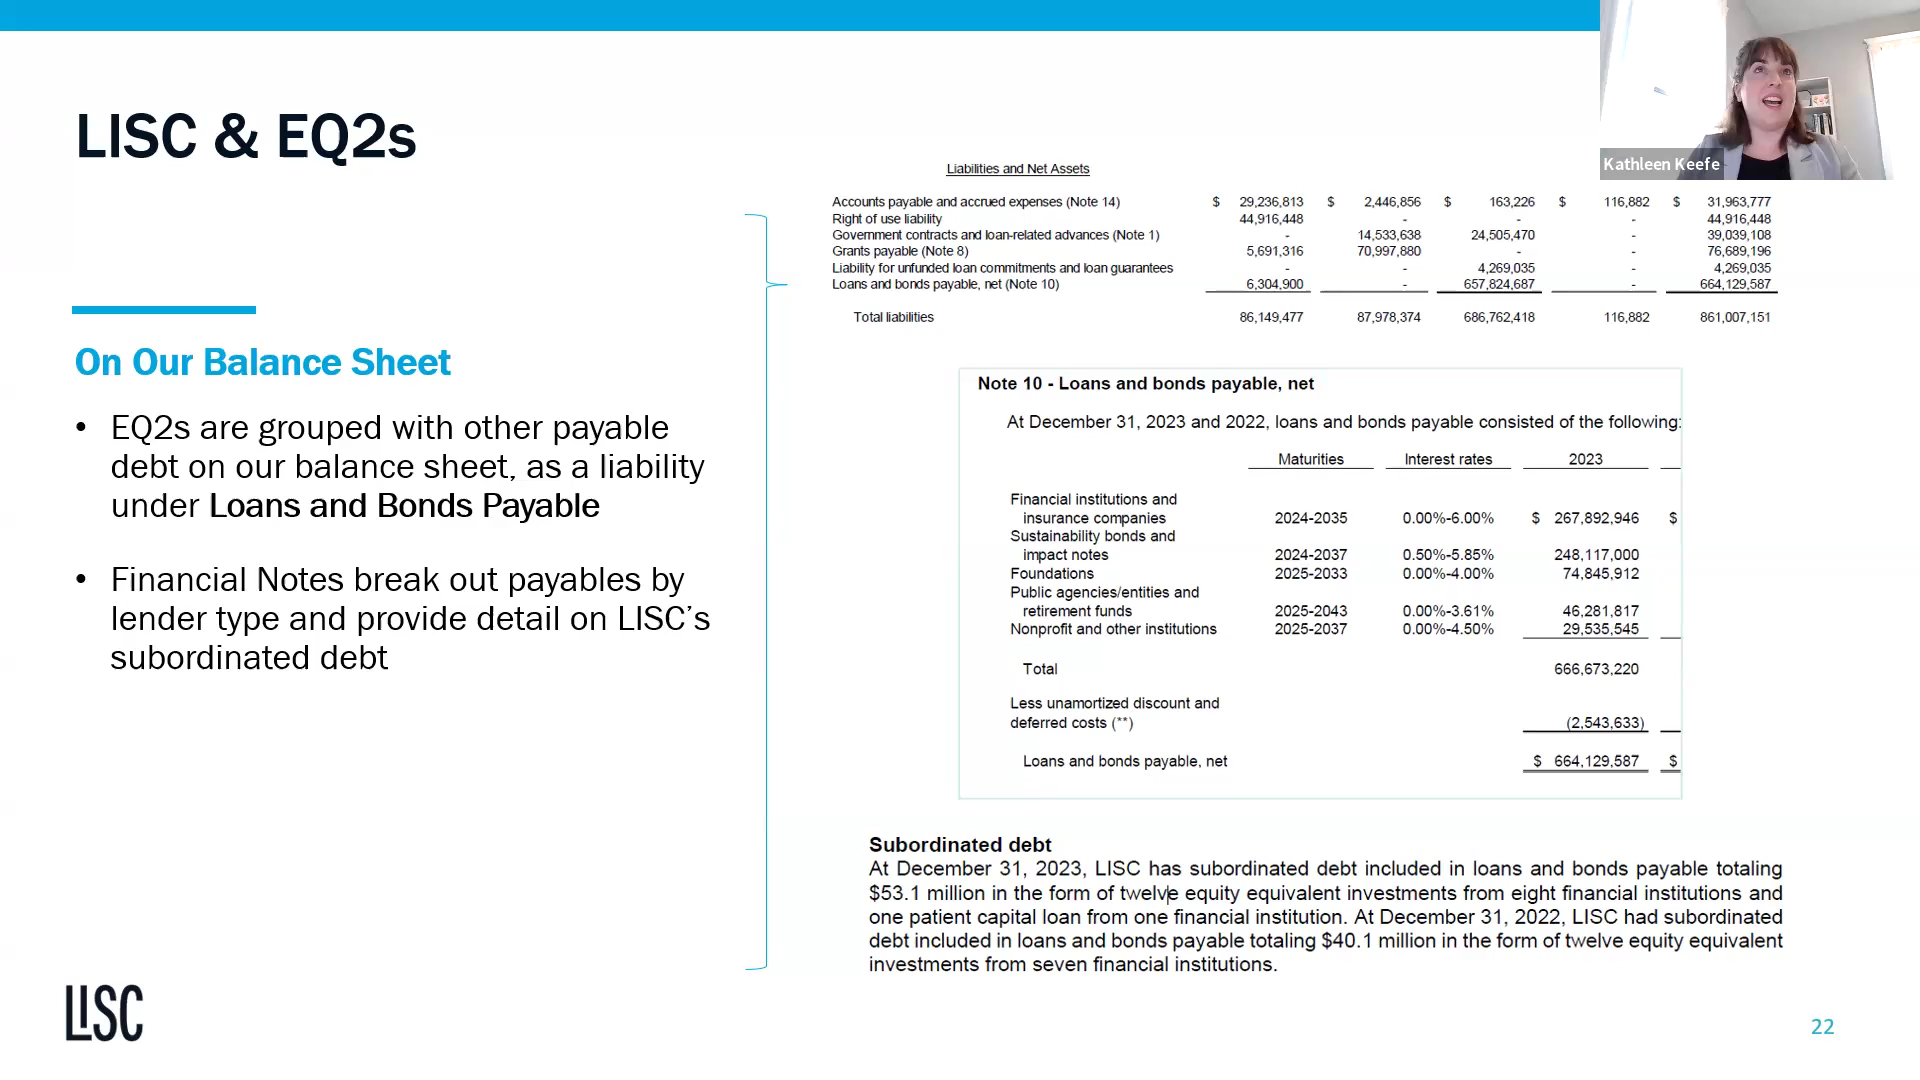 LISC & EQ2s
Kathleen Keefe
On Our Balance Sheet
• EQ2s are grouped with other payable
debt on our balance sheet, as a liability
under Loans and Bonds Payable
• Financial Notes break out payables by
lender type and provide detail on LISC’s
subordinated debt
Liabilities and Net Assets
Accounts payable and accrued expenses (Note 14) $ 29,236,813 $ 2,446,856 $ 163,226 $ 116,882 $ 31,963,777
Right of use liability 44,916,448 - - - 44,916,448
Government contracts and loan-related advances (Note 1) - 14,533,638 24,505,470 - 39,039,108
Grants payable (Note 8) 5,691,316 70,997,880 - - 76,689,196
Liability for unfunded loan commitments and loan guarantees - - 4,269,035 - 4,269,035
Loans and bonds payable, net (Note 10) 6,304,900 - 657,824,687 - 664,129,587
Total liabilities 86,149,477 87,978,374 686,762,418 116,882 861,007,151
Note 10 - Loans and bonds payable, net
At December 31, 2023 and 2022, loans and bonds payable consisted of the following:
Maturities Interest rates 2023
Financial institutions and
insurance companies 2024-2035 0.00%-6.00% $ 267,892,946 $
Sustainability bonds and
impact notes 2024-2037 0.50%-5.85% 248,117,000
Foundations 2025-2033 0.00%-4.00% 74,845,912
Public agencies/entities and
retirement funds 2025-2043 0.00%-3.61% 46,281,817
Nonprofit and other institutions 2025-2037 0.00%-4.50% 29,535,545
Total 666,673,220
Less unamortized discount and
deferred costs (**) (2,543,633)
Loans and bonds payable, net $ 664,129,587 $
Subordinated debt
At December 31, 2023, LISC has subordinated debt included in loans and bonds payable totaling
$53.1 million in the form of twelve equity equivalent investments from eight financial institutions and
one patient capital loan from one financial institution. At December 31, 2022, LISC had subordinated
debt included in loans and bonds payable totaling $40.1 million in the form of twelve equity equivalent
investments from seven financial institutions.
LISC
22